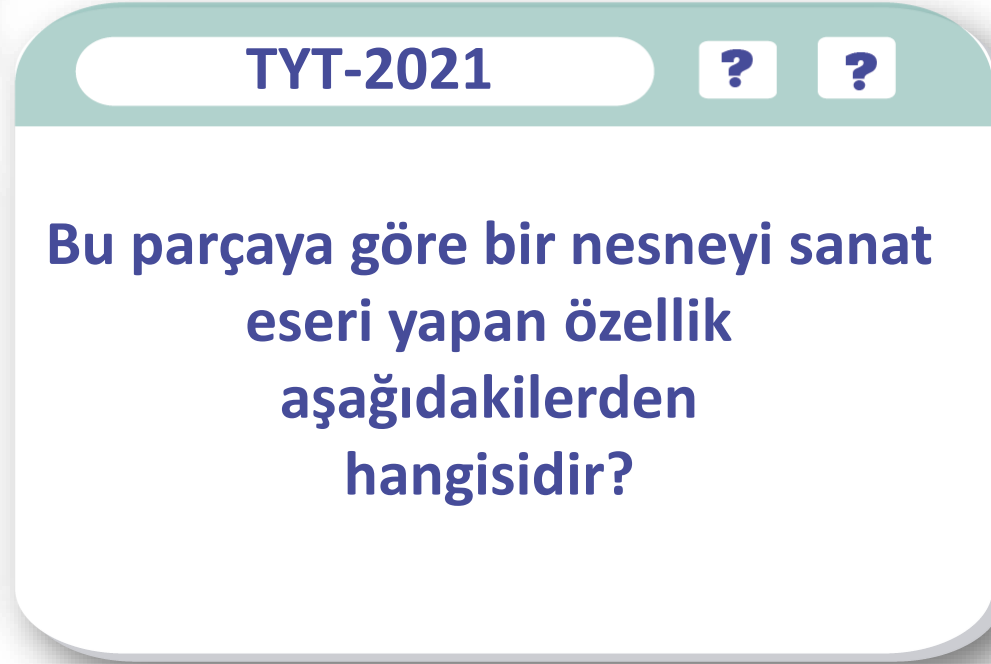 TYT-2021
? ?
Bu parçaya göre bir nesneyi sanat
eseri yapan özellik
aşağıdakilerden
hangisidir?